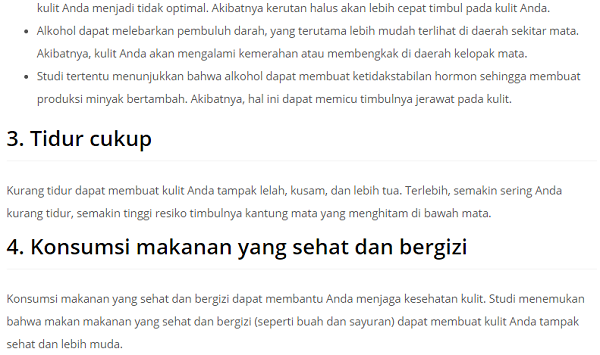 kulit Anda menjadi tidak optimal. Akibatnya kerutan halus akan lebih cepat timbul pada kulit Anda.
• Alkohol dapat melebarkan pembuluh darah, yang terutama lebih mudah terlihat di daerah sekitar mata.
Akibatnya, kulit Anda akan mengalami kemerahan atau membengkak di daerah kelopak mata.
• Studi tertentu menunjukkan bahwa alkohol dapat membuat ketidakstabilan hormon sehingga membuat
produksi minyak bertambah. Akibatnya, hal ini dapat memicu timbulnya jerawat pada kulit.
3. Tidur cukup
Kurang tidur dapat membuat kulit Anda tampak lelah, kusam, dan lebih tua. Terlebih, semakin sering Anda
kurang tidur, semakin tinggi resiko timbulnya kantung mata yang menghitam di bawah mata.
4. Konsumsi makanan yang sehat dan bergizi
Konsumsi makanan yang sehat dan bergizi dapat membantu Anda menjaga kesehatan kulit. Studi menemukan
bahwa makan makanan yang sehat dan bergizi (seperti buah dan sayuran) dapat membuat kulit Anda tampak
sehat dan lebih muda.